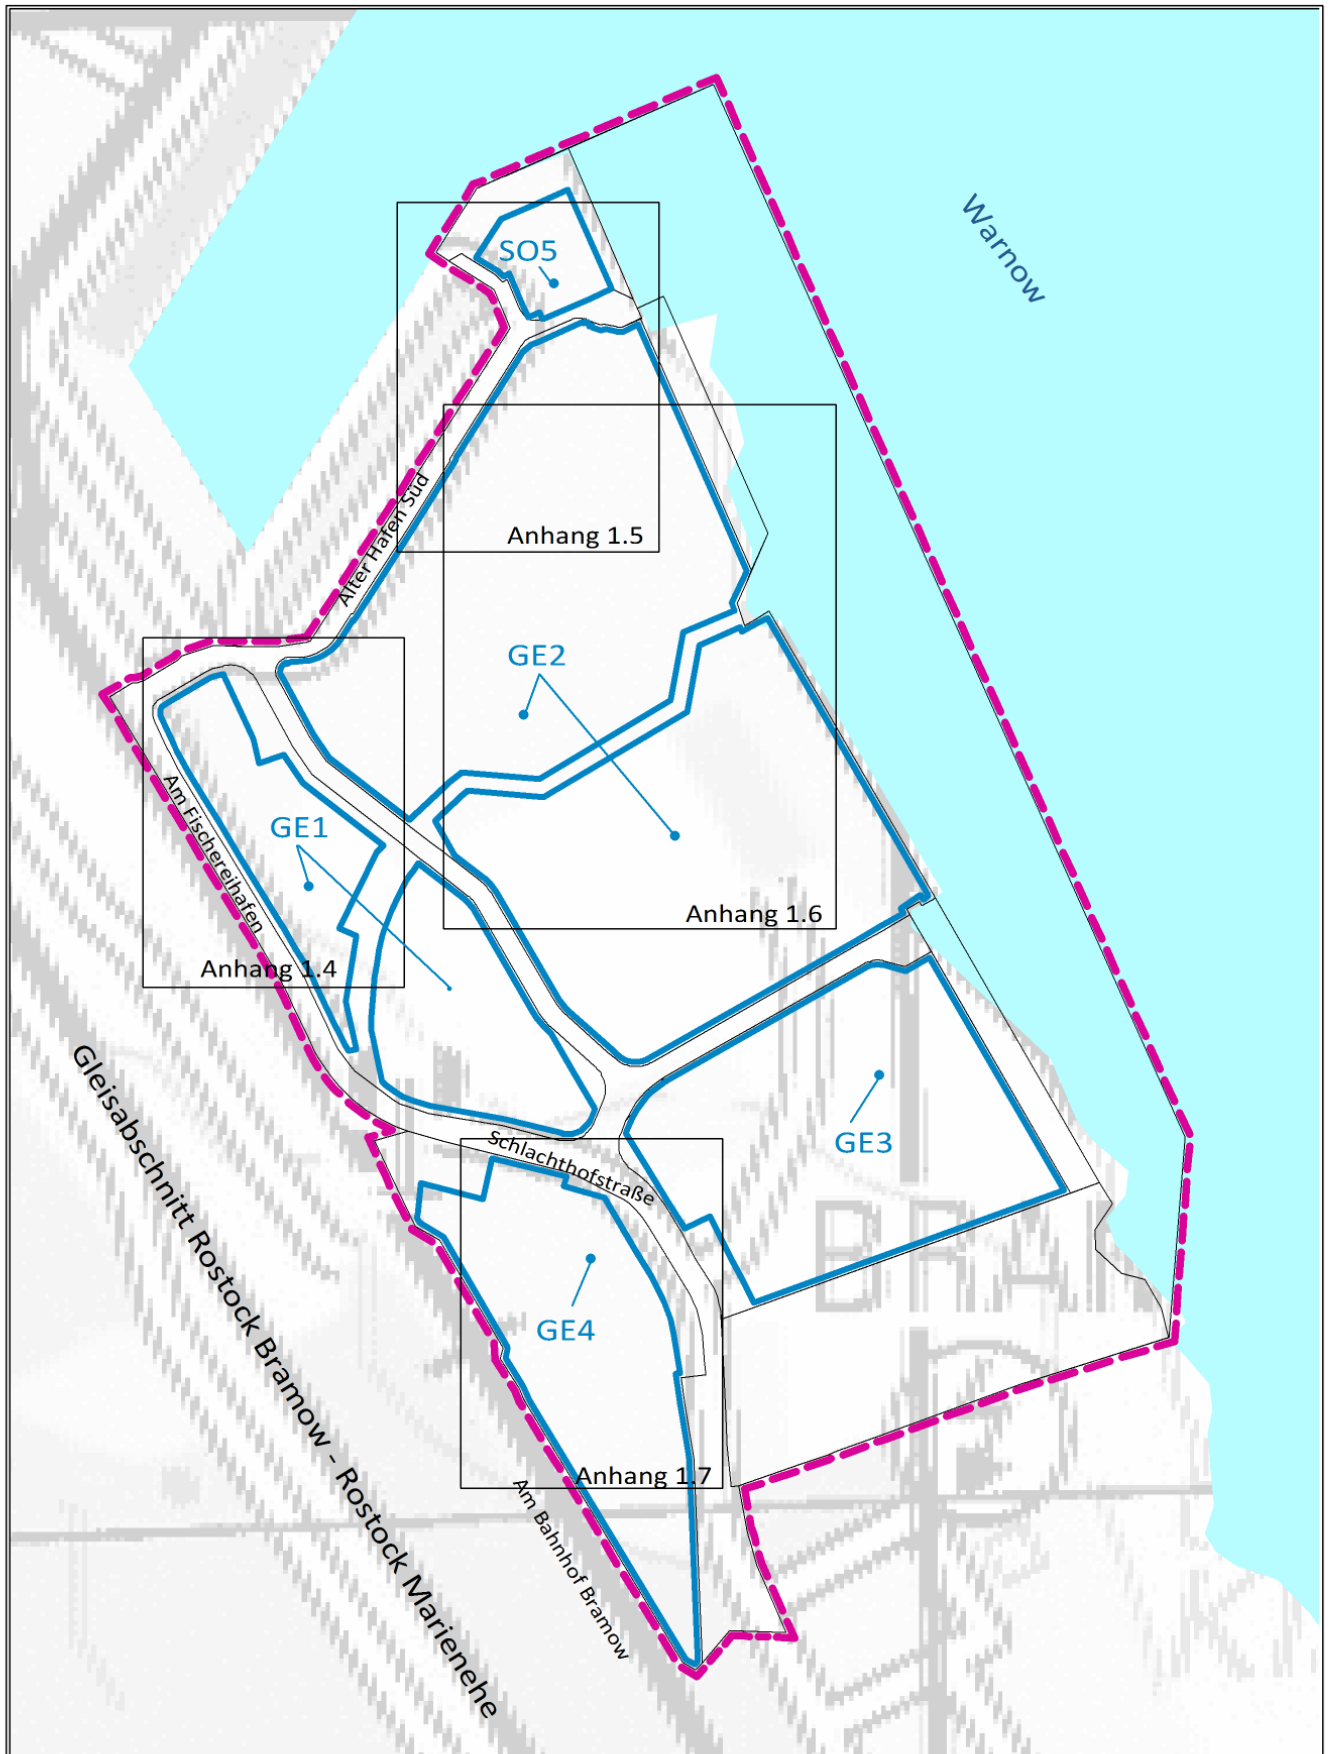 Warnow
SO5
Alter Hafen Süd
Anhang 1.5
GE2
Am Fischereihafen
GE1
Anhang 1.6
Anhang 1.4
Gleisabschnitt Rostock Bramow - Rostock Marienehe
GE3
Schlachthofstraße
GE4
Anhang 1.7
Am Bahnhof Bramow